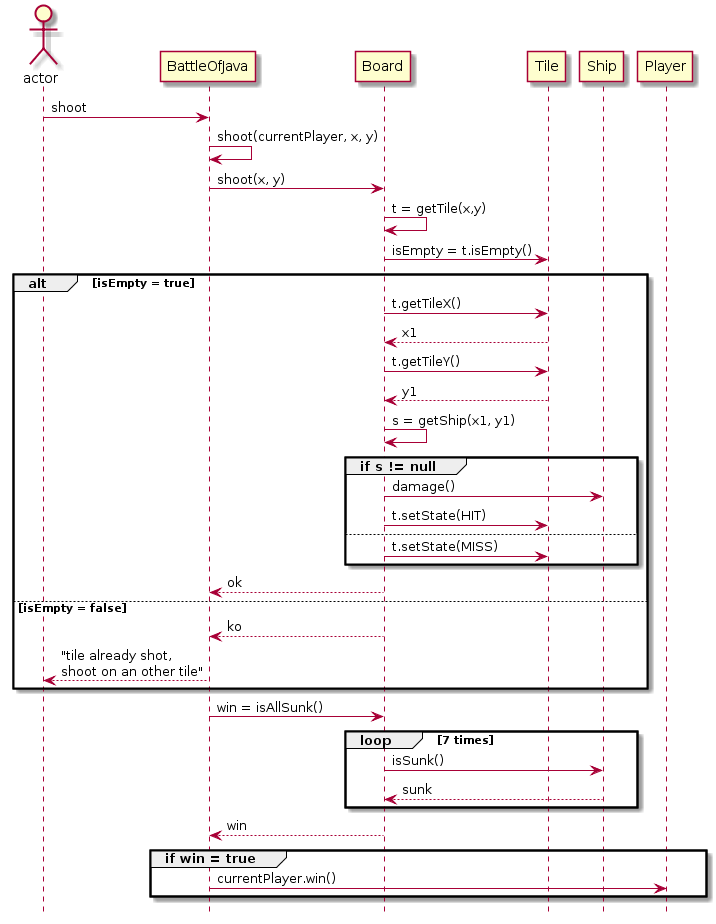 actor
BattleOfJava
Board
Tile
Ship
Player
shoot
shoot(currentPlayer, x, y)
shoot(x, y)
t = getTile(x,y)
isEmpty = t.isEmpty()
alt [isEmpty = true]
t.getTileX()
x1
t.getTileY()
y1
s = getShip(x1, y1)
if s != null
damage()
t.setState(HIT)
t.setState(MISS)
ok
[isEmpty = false]
ko
"tile already shot,
shoot on an other tile"
win = isAllSunk()
loop [7 times]
isSunk()
sunk
win
if win = true
currentPlayer.win()